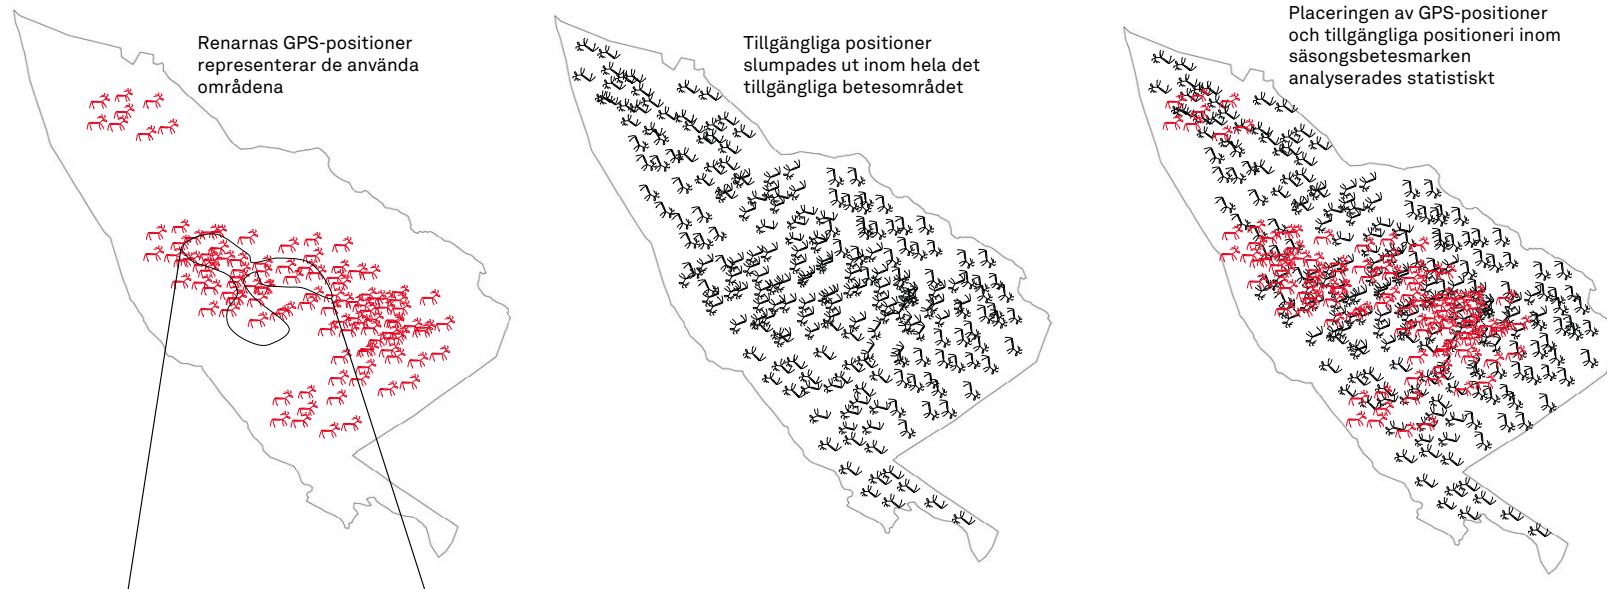 Renarnas GPS-positioner
representerar de använda
områdena
Tillgängliga positioner
slumpades ut inom hela det
tillgängliga betesområdet
Placeringen av GPS-positioner
och tillgängliga positioneri inom
säsongsbetesmarken
analyserades statistiskt